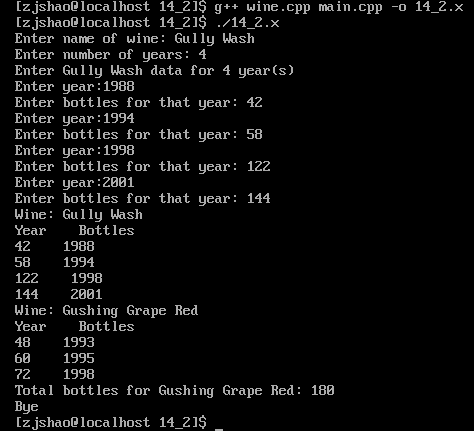 [zjshao@localhost 14_2]$ g++ wine.cpp main.cpp -o 14_2.x
[zjshao@localhost 14_2]$ ./14_2.x
Enter name of wine: Gully Wash
Enter number of years: 4
Enter Gully Wash data for 4 year(s)
Enter year:1988
Enter bottles for that year: 42
Enter year:1994
Enter bottles for that year: 58
Enter year:1998
Enter bottles for that year: 122
Enter year:2001
Enter bottles for that year: 144
Wine: Gully Wash
Year    Bottles
42    1988
58    1994
122    1998
144    2001
Wine: Gushing Grape Red
Year    Bottles
48    1993
60    1995
72    1998
Total bottles for Gushing Grape Red: 180
Bye
[zjshao@localhost 14_2]$ _